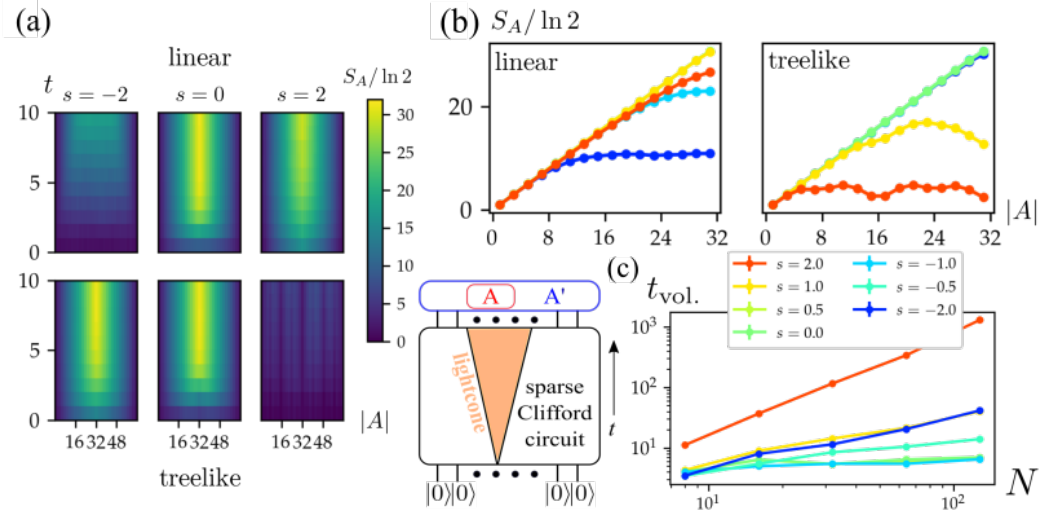 (a)
linear
t
s = −2
s = 0
s = 2
S_A / ln 2
10
5
0
30
25
20
15
10
5
0
10
5
0
16 32 48
16 32 48
16 32 48
|A|
treelike
(b)
S_A / ln 2
linear
treelike
20
0
0 8 16 24 32
0 8 16 24 32
|A|
A
A'
lightcone
sparse
Clifford
circuit
t
|0⟩|0⟩
|0⟩|0⟩
(c)
t_vol.
s = 2.0
s = 1.0
s = 0.5
s = 0.0
s = −1.0
s = −0.5
s = −2.0
10^3
10^2
10^1
10^1
10^2
N